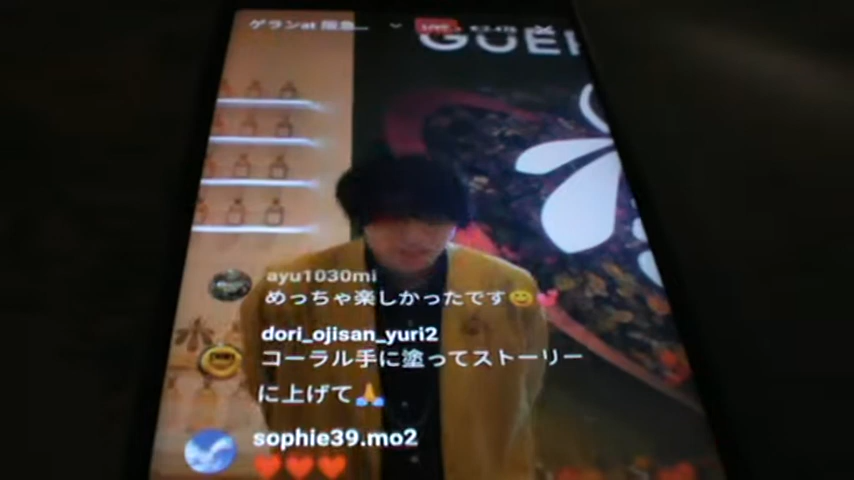 ゲランat 阪急...
LIVE
GUE
ayu1030mi
めっちゃ楽しかったです😊💕
dori_ojisan_yuri2
コーラル手に塗ってストーリー
に上げて🙏
sophie39.mo2
❤️❤️❤️